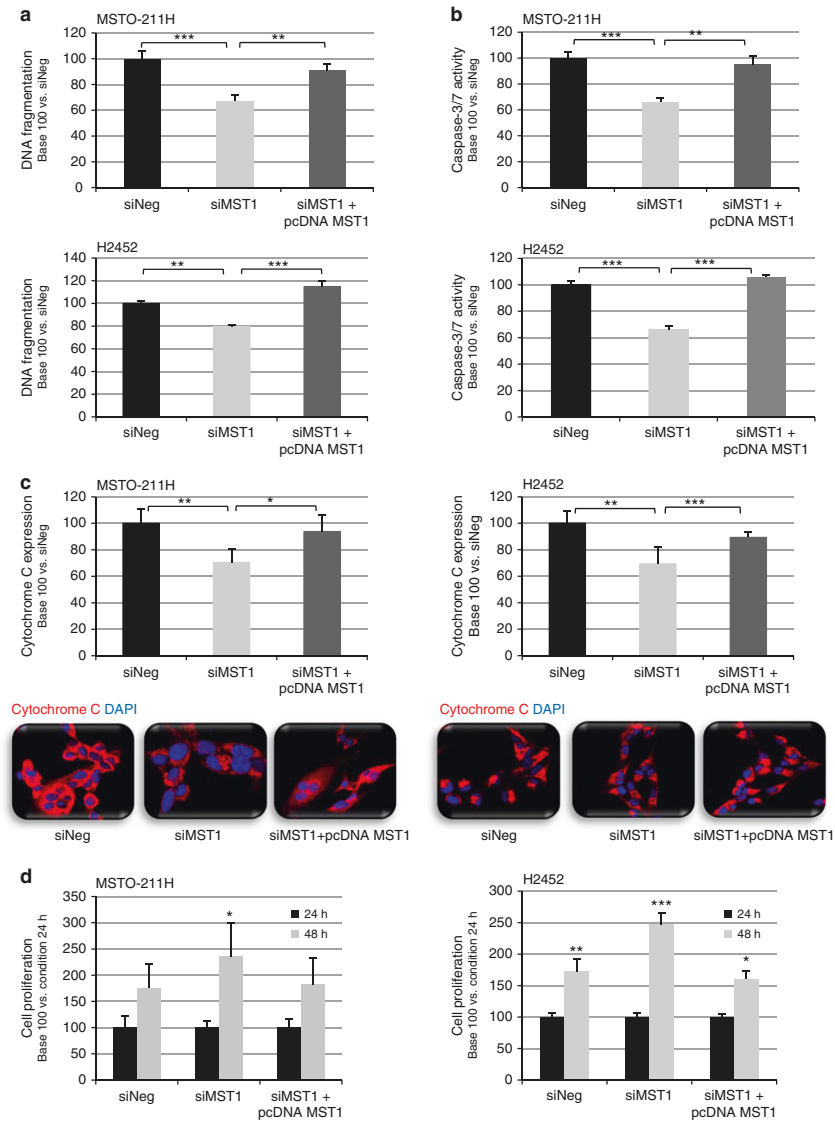 a
MSTO-211H
DNA fragmentation
Base 100 vs. siNeg
120
100
80
60
40
20
0
*** **
siNeg siMST1 siMST1 +
pcDNA MST1
b
MSTO-211H
Caspase-3/7 activity
Base 100 vs. siNeg
120
100
80
60
40
20
0
*** **
siNeg siMST1 siMST1 +
pcDNA MST1
H2452
DNA fragmentation
Base 100 vs. siNeg
140
120
100
80
60
40
20
0
** ***
siNeg siMST1 siMST1 +
pcDNA MST1
H2452
Caspase-3/7 activity
Base 100 vs. siNeg
120
100
80
60
40
20
0
*** ***
siNeg siMST1 siMST1 +
pcDNA MST1
c
MSTO-211H
Cytochrome C expression
Base 100 vs. siNeg
120
100
80
60
40
20
0
** *
siNeg siMST1 siMST1 +
pcDNA MST1
H2452
Cytochrome C expression
Base 100 vs. siNeg
120
100
80
60
40
20
0
** ***
siNeg siMST1 siMST1 +
pcDNA MST1
Cytochrome C DAPI
siNeg siMST1 siMST1+pcDNA MST1
Cytochrome C DAPI
siNeg siMST1 siMST1+pcDNA MST1
d
MSTO-211H
Cell proliferation
Base 100 vs. condition 24 h
350
300
250
200
150
100
50
0
*
24 h
48 h
siNeg siMST1 siMST1 +
pcDNA MST1
H2452
Cell proliferation
Base 100 vs. condition 24 h
300
250
200
150
100
50
0
** *** *
24 h
48 h
siNeg siMST1 siMST1 +
pcDNA MST1